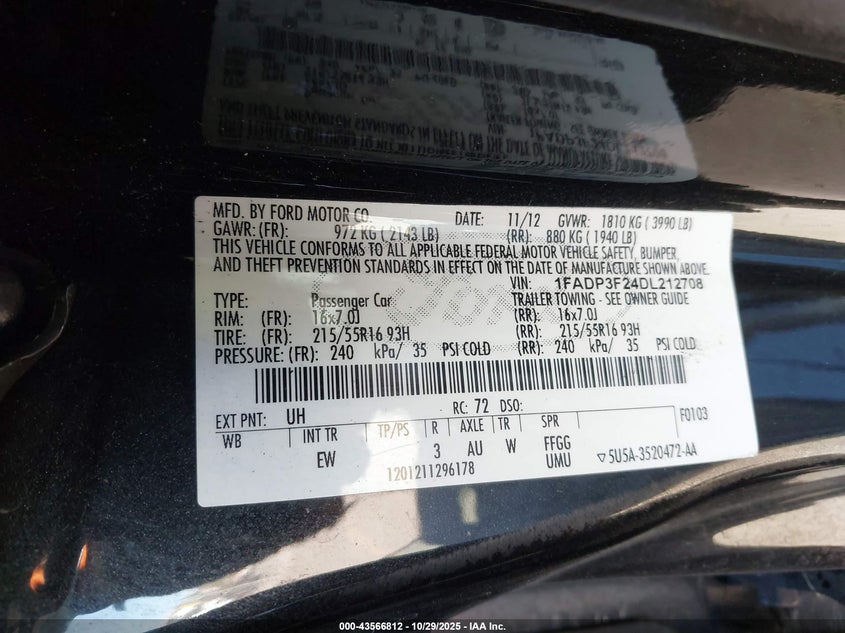 MFD. BY FORD MOTOR CO. DATE: 11/12 GVWR: 1810 KG ( 3990 LB)
GAWR: (FR): 972 KG ( 2143 LB) (RR): 880 KG ( 1940 LB)
THIS VEHICLE CONFORMS TO ALL APPLICABLE FEDERAL MOTOR VEHICLE SAFETY, BUMPER,
AND THEFT PREVENTION STANDARDS IN EFFECT ON THE DATE OF MANUFACTURE SHOWN ABOVE.
VIN: 1FADP3F24DL212708
TYPE: Passenger Car TRAILER TOWING - SEE OWNER GUIDE
RIM: (FR): 16x7.0J (RR): 16x7.0J
TIRE: (FR): 215/55R16 93H (RR): 215/55R16 93H
PRESSURE: (FR): 240 kPa/ 35 PSI COLD (RR): 240 kPa/ 35 PSI COLD
EXT PNT: UH RC: 72 DSO: F0103
WB INT TR TP/PS R AXLE TR SPR
EW 3 AU W FFGG
UMU
1201211296178 ▽5U5A-3520472-AA
000-43566812 - 10/29/2025 - IAA Inc.